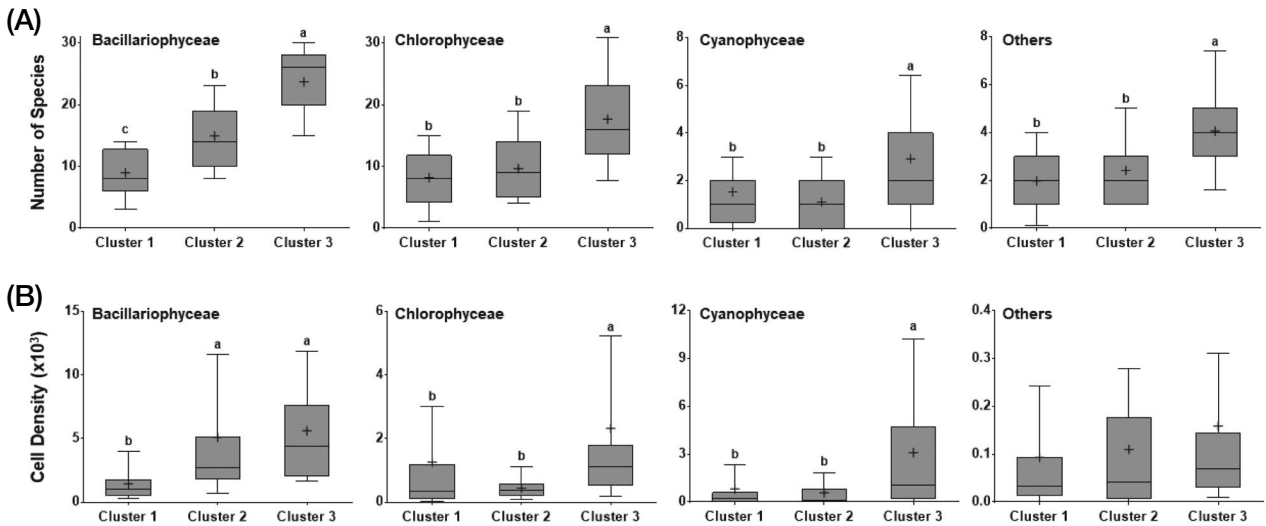 (A)
Number of Species
Bacillariophyceae
30
20
10
0
c
b
a
Cluster 1 Cluster 2 Cluster 3
Chlorophyceae
30
20
10
0
b
b
a
Cluster 1 Cluster 2 Cluster 3
Cyanophyceae
8
6
4
2
0
b
b
a
Cluster 1 Cluster 2 Cluster 3
Others
8
6
4
2
0
b
b
a
Cluster 1 Cluster 2 Cluster 3
(B)
Cell Density (x10³)
Bacillariophyceae
15
10
5
0
b
a
a
Cluster 1 Cluster 2 Cluster 3
Chlorophyceae
6
4
2
0
b
b
a
Cluster 1 Cluster 2 Cluster 3
Cyanophyceae
12
9
6
3
0
b
b
a
Cluster 1 Cluster 2 Cluster 3
Others
0.4
0.3
0.2
0.1
0.0
Cluster 1 Cluster 2 Cluster 3